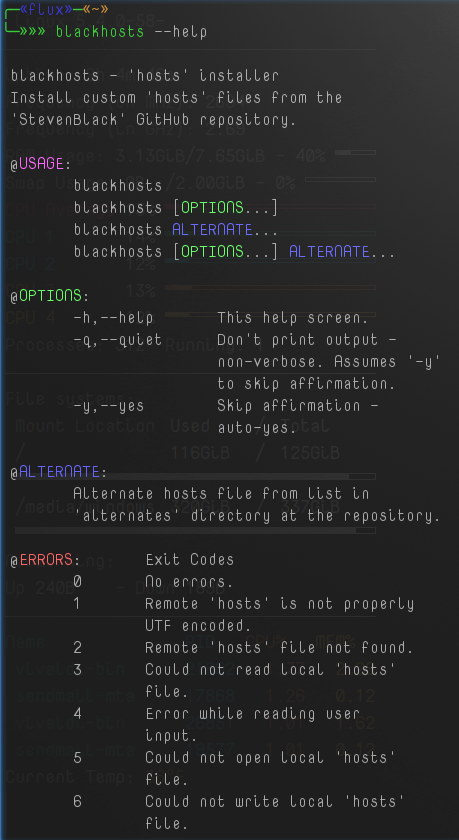 ╭─«flux»─«~»
╰─»»» blackhosts --help
blackhosts - 'hosts' installer
Install custom 'hosts' files from the
'StevenBlack' GitHub repository.
@USAGE:
blackhosts
blackhosts [OPTIONS...]
blackhosts ALTERNATE...
blackhosts [OPTIONS...] ALTERNATE...
@OPTIONS:
-h,--help This help screen.
-q,--quiet Don't print output -
non-verbose. Assumes '-y'
to skip affirmation.
-y,--yes Skip affirmation -
auto-yes.
@ALTERNATE:
Alternate hosts file from list in
'alternates' directory at the repository.
@ERRORS: Exit Codes
0 No errors.
1 Remote 'hosts' is not properly
UTF encoded.
2 Remote 'hosts' file not found.
3 Could not read local 'hosts'
file.
4 Error while reading user
input.
5 Could not open local 'hosts'
file.
6 Could not write local 'hosts'
file.